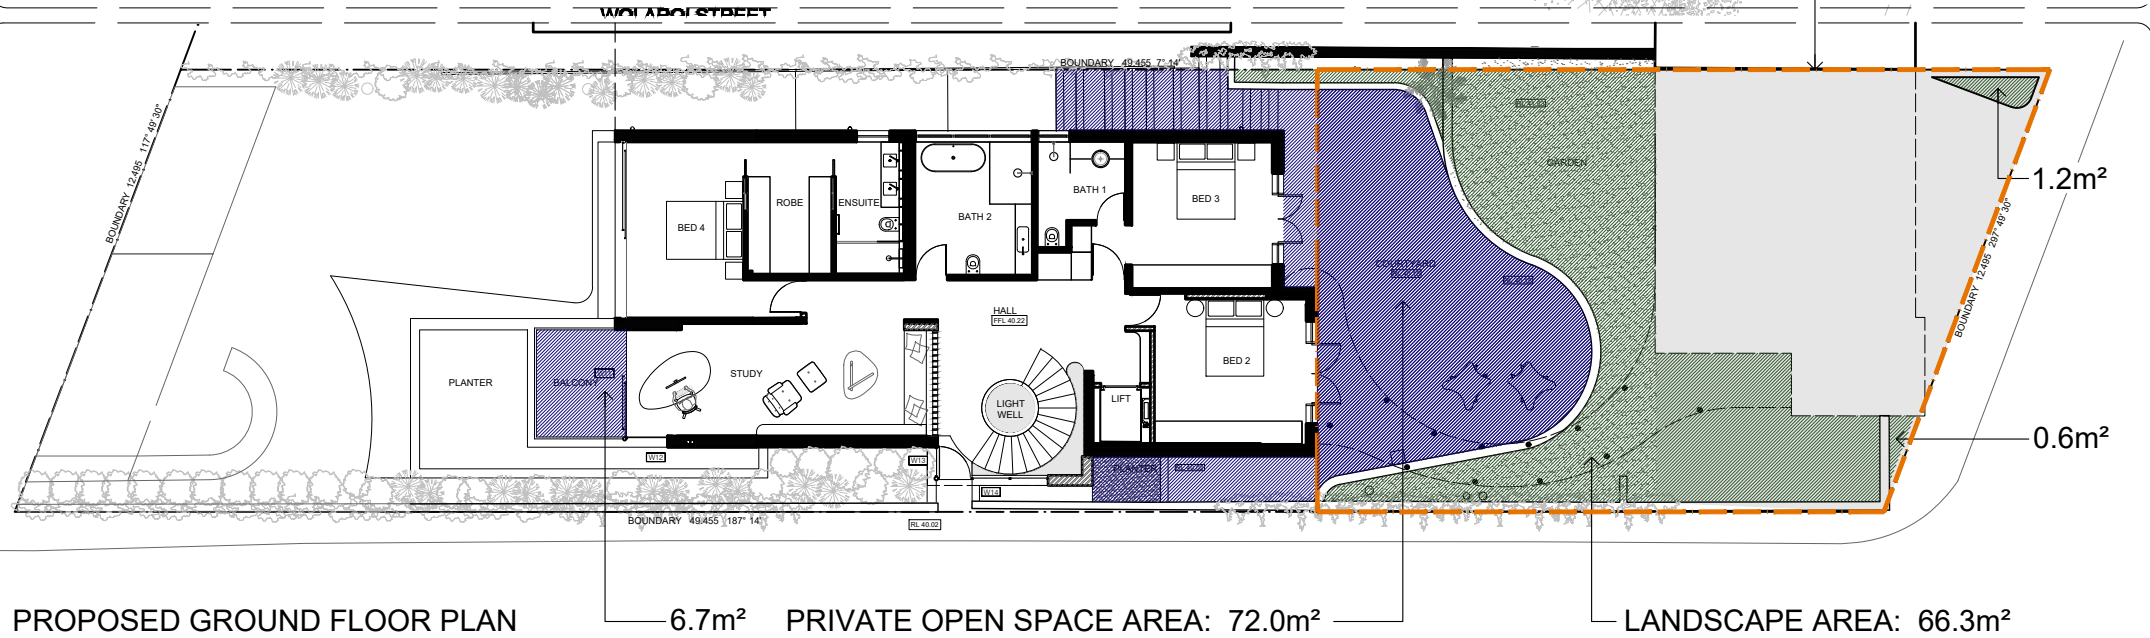 BOUNDARY 49.455 7° 14'
BOUNDARY 12.495 117° 49' 30"
GARDEN
1.2m²
BATH 1
BED 3
ROBE
ENSUITE
BATH 2
BED 4
COURTYARD
BOUNDARY 12.495 297° 49' 30"
HALL
FFL 40.22
BED 2
STUDY
PLANTER
BALCONY
LIGHT
WELL
LIFT
0.6m²
W12
W13
PLANTER
W14
BOUNDARY 49.455 187° 14'
RL 40.02
PROPOSED GROUND FLOOR PLAN
6.7m²
PRIVATE OPEN SPACE AREA: 72.0m²
LANDSCAPE AREA: 66.3m²